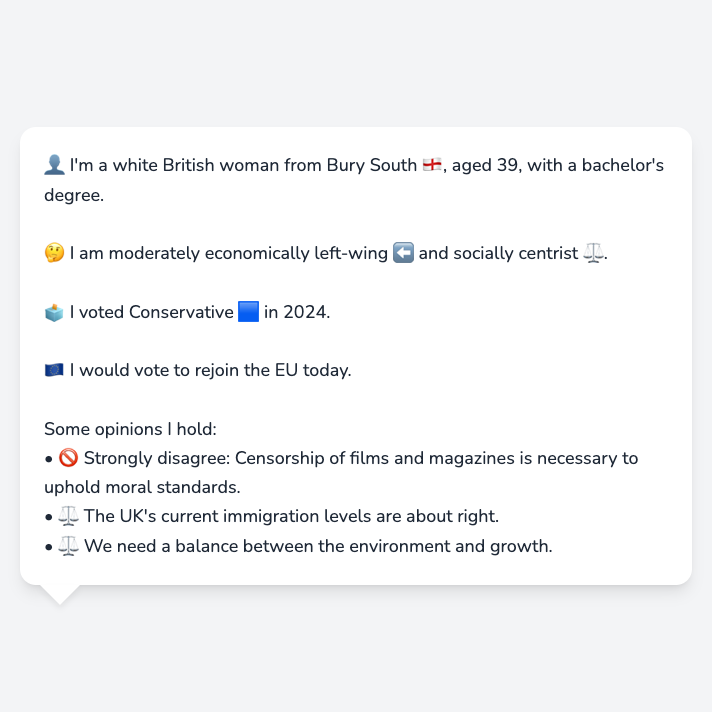 👤 I'm a white British woman from Bury South 🏴󠁧󠁢󠁥󠁮󠁧󠁿, aged 39, with a bachelor's
degree.
🤔 I am moderately economically left-wing ⬅️ and socially centrist ⚖️.
🗳️ I voted Conservative 🟦 in 2024.
🇪🇺 I would vote to rejoin the EU today.
Some opinions I hold:
• 🚫 Strongly disagree: Censorship of films and magazines is necessary to
uphold moral standards.
• ⚖️ The UK's current immigration levels are about right.
• ⚖️ We need a balance between the environment and growth.